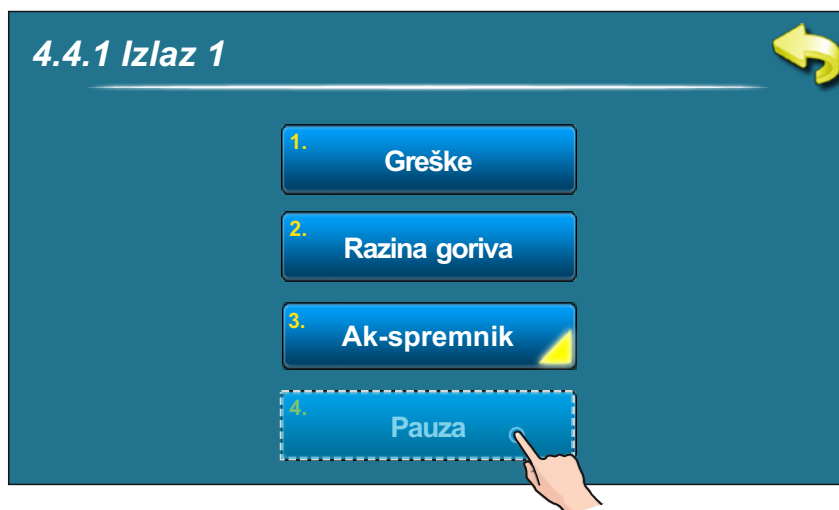 4.4.1 Izlaz 1
1.
Greške
2.
Razina goriva
3.
Ak-spremnik
4.
Pauza